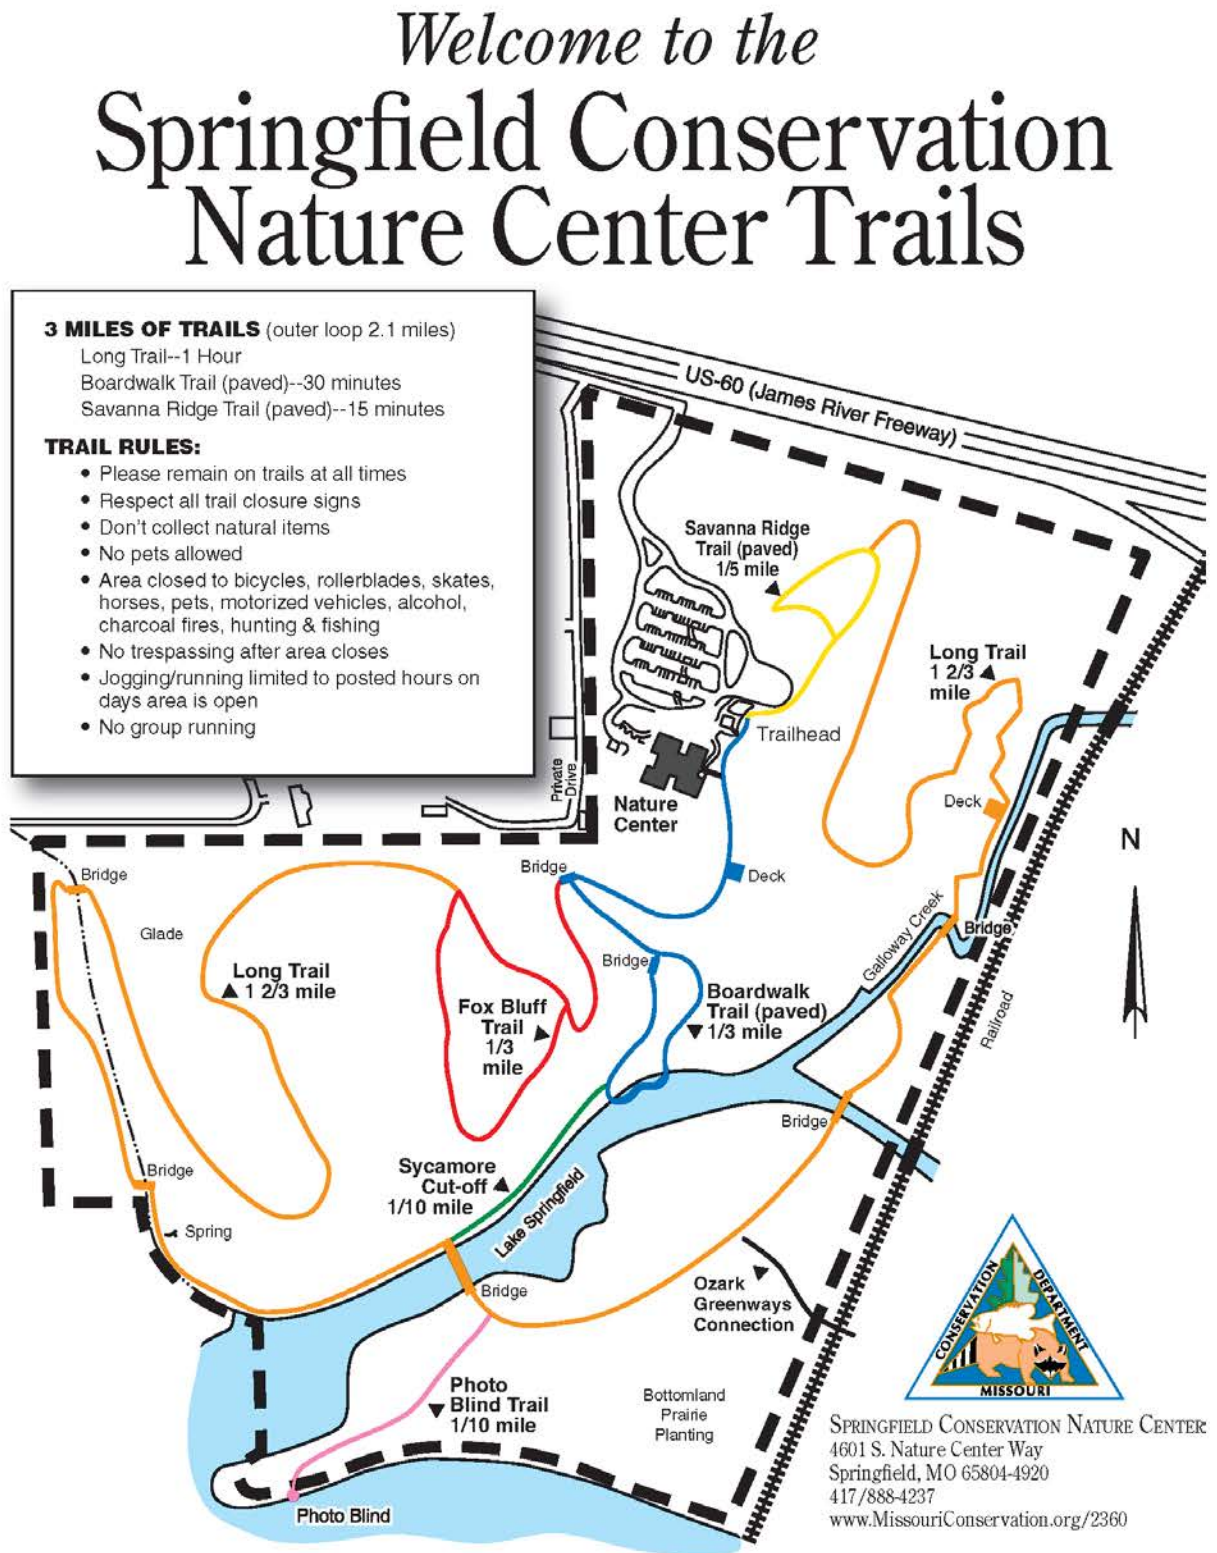 Welcome to the
Springfield Conservation
Nature Center Trails
3 MILES OF TRAILS (outer loop 2.1 miles)
Long Trail--1 Hour
Boardwalk Trail (paved)--30 minutes
Savanna Ridge Trail (paved)--15 minutes
TRAIL RULES:
• Please remain on trails at all times
• Respect all trail closure signs
• Don't collect natural items
• No pets allowed
• Area closed to bicycles, rollerblades, skates,
horses, pets, motorized vehicles, alcohol,
charcoal fires, hunting & fishing
• No trespassing after area closes
• Jogging/running limited to posted hours on
days area is open
• No group running
US-60 (James River Freeway)
Savanna Ridge
Trail (paved)
1/5 mile
Long Trail
1 2/3
mile
Trailhead
Private
Drive
Nature
Center
Deck
N
Bridge
Bridge
Deck
Glade
Galloway Creek
Bridge
Bridge
Long Trail
1 2/3 mile
Fox Bluff
Trail
1/3
mile
Boardwalk
Trail (paved)
1/3 mile
Railroad
Bridge
Bridge
Sycamore
Cut-off
1/10 mile
Lake Springfield
Spring
Bridge
Ozark
Greenways
Connection
Photo
Blind Trail
1/10 mile
Bottomland
Prairie
Planting
Photo Blind
CONSERVATION
DEPARTMENT
MISSOURI
SPRINGFIELD CONSERVATION NATURE CENTER
4601 S. Nature Center Way
Springfield, MO 65804-4920
417/888-4237
www.MissouriConservation.org/2360